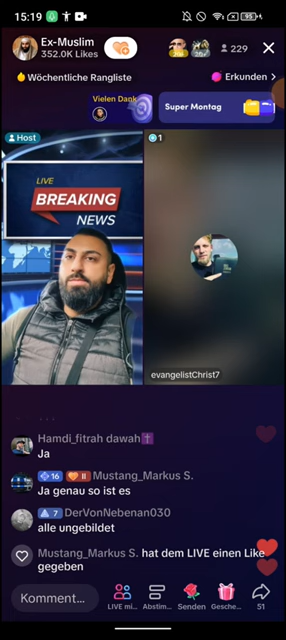 15:19
95
Ex-Muslim
352.0K Likes
229
Wöchentliche Rangliste
Erkunden >
Vielen Dank
Super Montag
Host
1
LIVE
BREAKING
NEWS
evangelistChrist7
Hamdi_fitrah dawah
Ja
16 II Mustang_Markus S.
Ja genau so ist es
7 DerVonNebenan030
alle ungebildet
Mustang_Markus S. hat dem LIVE einen Like
gegeben
Komment...
LIVE mi...
Abstim...
Senden
Gesche...
51